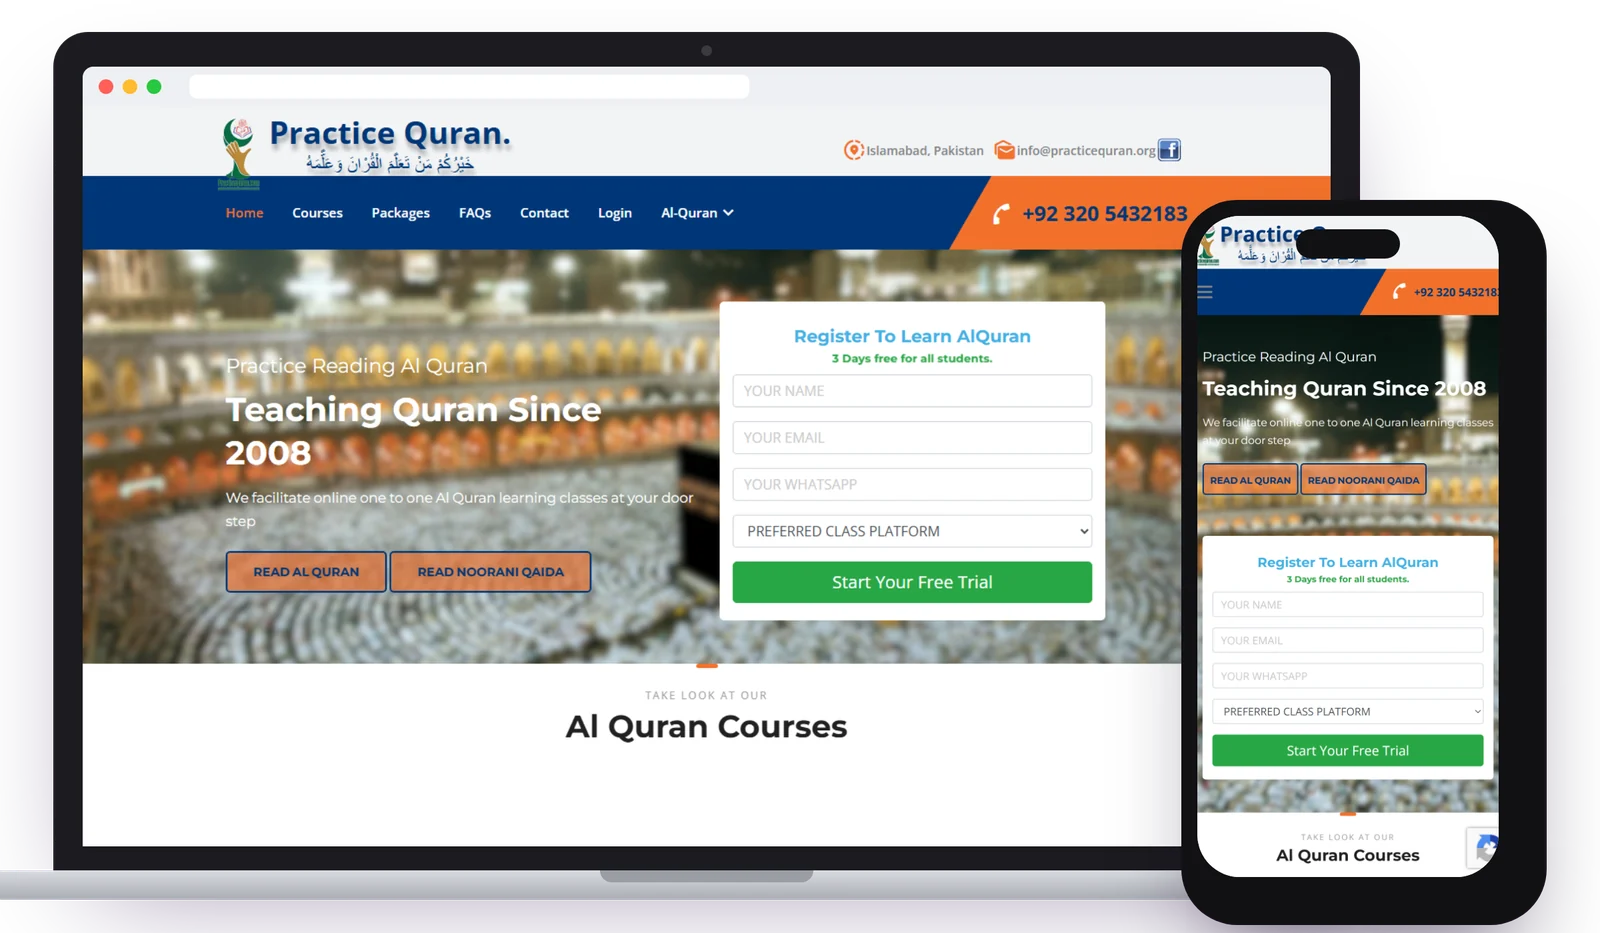 Practice Quran.
خَيْرُكُمْ مَنْ تَعَلَّمَ الْقُرْانَ وَعَلَّمَهُ
Islamabad, Pakistan info@practicequran.org
Home Courses Packages FAQs Contact Login Al-Quran
+92 320 5432183
Practice Reading Al Quran
Teaching Quran Since
2008
We facilitate online one to one Al Quran learning classes at your door
step
READ AL QURAN READ NOORANI QAIDA
Register To Learn AlQuran
3 Days free for all students.
YOUR NAME
YOUR EMAIL
YOUR WHATSAPP
PREFERRED CLASS PLATFORM
Start Your Free Trial
TAKE LOOK AT OUR
Al Quran Courses
Practice
+92 320 5432183
Practice Reading Al Quran
Teaching Quran Since 2008
We facilitate online one to one Al Quran learning classes
at your door step
READ AL QURAN READ NOORANI QAIDA
Register To Learn AlQuran
3 Days free for all students.
YOUR NAME
YOUR EMAIL
YOUR WHATSAPP
PREFERRED CLASS PLATFORM
Start Your Free Trial
TAKE LOOK AT OUR
Al Quran Courses